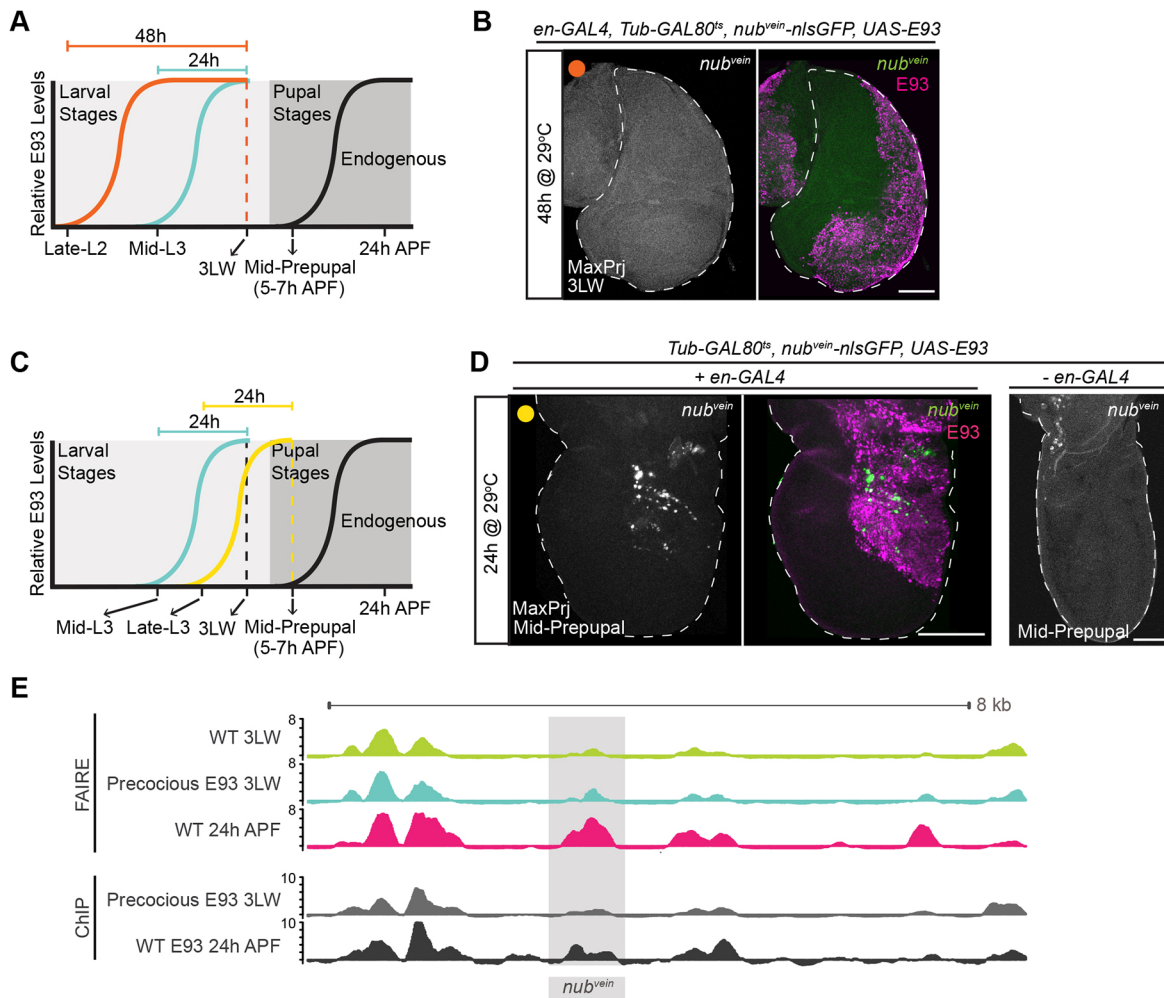 A
48h
24h
Larval Stages
Pupal Stages
Endogenous
Relative E93 Levels
Late-L2
Mid-L3
3LW
Mid-Prepupal
(5-7h APF)
24h APF
B
en-GAL4, Tub-GAL80ts, nubvein-nlsGFP, UAS-E93
48h @ 29oC
nubvein
MaxPrj
3LW
nubvein
E93
C
24h
24h
Larval Stages
Pupal Stages
Endogenous
Relative E93 Levels
Mid-L3
Late-L3
3LW
Mid-Prepupal
(5-7h APF)
24h APF
D
Tub-GAL80ts, nubvein-nlsGFP, UAS-E93
+ en-GAL4
- en-GAL4
24h @ 29oC
nubvein
MaxPrj
Mid-Prepupal
nubvein
E93
nubvein
Mid-Prepupal
E
8 kb
FAIRE
WT 3LW
8
Precocious E93 3LW
8
WT 24h APF
8
ChIP
Precocious E93 3LW
10
WT E93 24h APF
10
nubvein